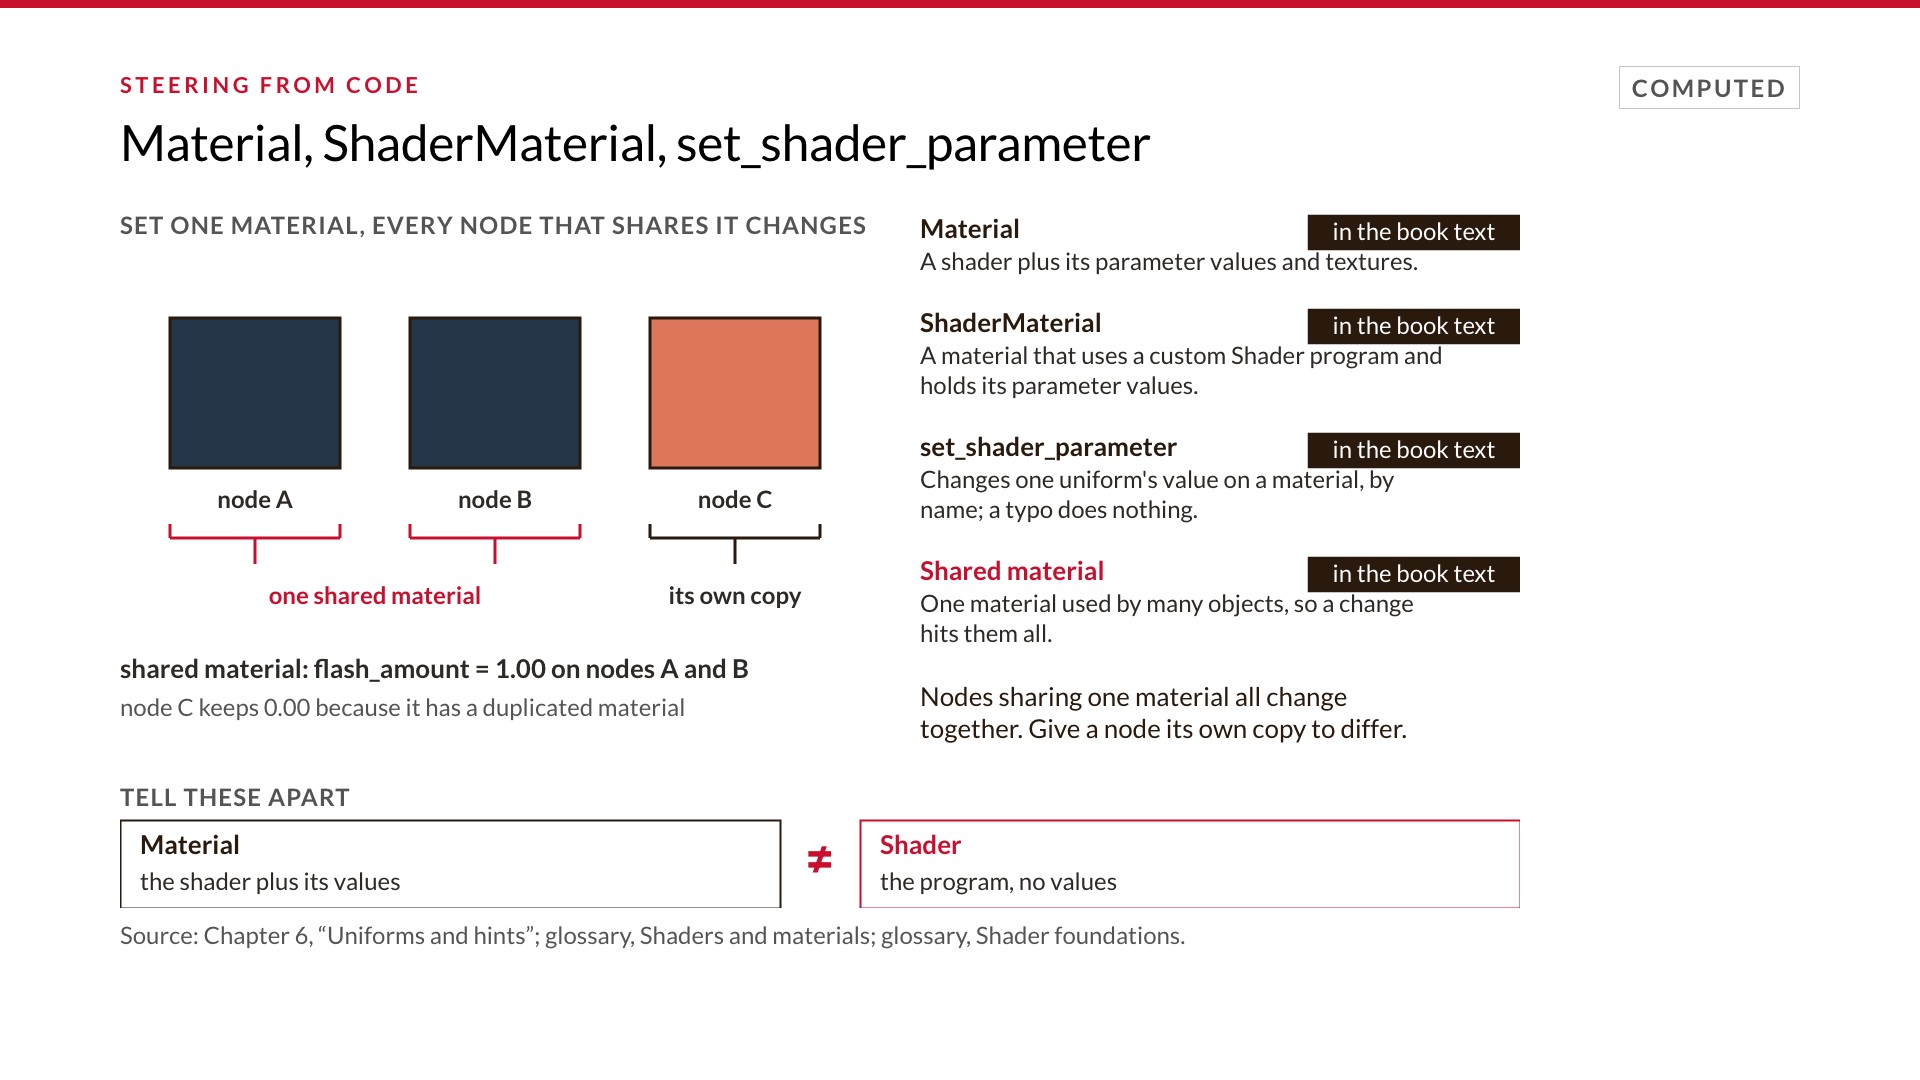 STEERING FROM CODE
COMPUTED
Material, ShaderMaterial, set_shader_parameter
SET ONE MATERIAL, EVERY NODE THAT SHARES IT CHANGES
node A
node B
node C
one shared material
its own copy
shared material: flash_amount = 1.00 on nodes A and B
node C keeps 0.00 because it has a duplicated material
Material
in the book text
A shader plus its parameter values and textures.
ShaderMaterial
in the book text
A material that uses a custom Shader program and
holds its parameter values.
set_shader_parameter
in the book text
Changes one uniform's value on a material, by
name; a typo does nothing.
Shared material
in the book text
One material used by many objects, so a change
hits them all.
Nodes sharing one material all change
together. Give a node its own copy to differ.
TELL THESE APART
Material
the shader plus its values
≠
Shader
the program, no values
Source: Chapter 6, “Uniforms and hints”; glossary, Shaders and materials; glossary, Shader foundations.